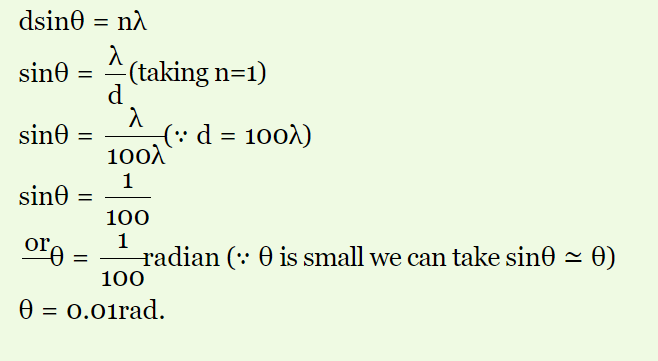 dsinθ = nλ
sinθ = λ/d (taking n=1)
sinθ = λ/100λ (∵ d = 100λ)
sinθ = 1/100
or θ = 1/100 radian (∵ θ is small we can take sinθ ≃ θ)
θ = 0.01rad.